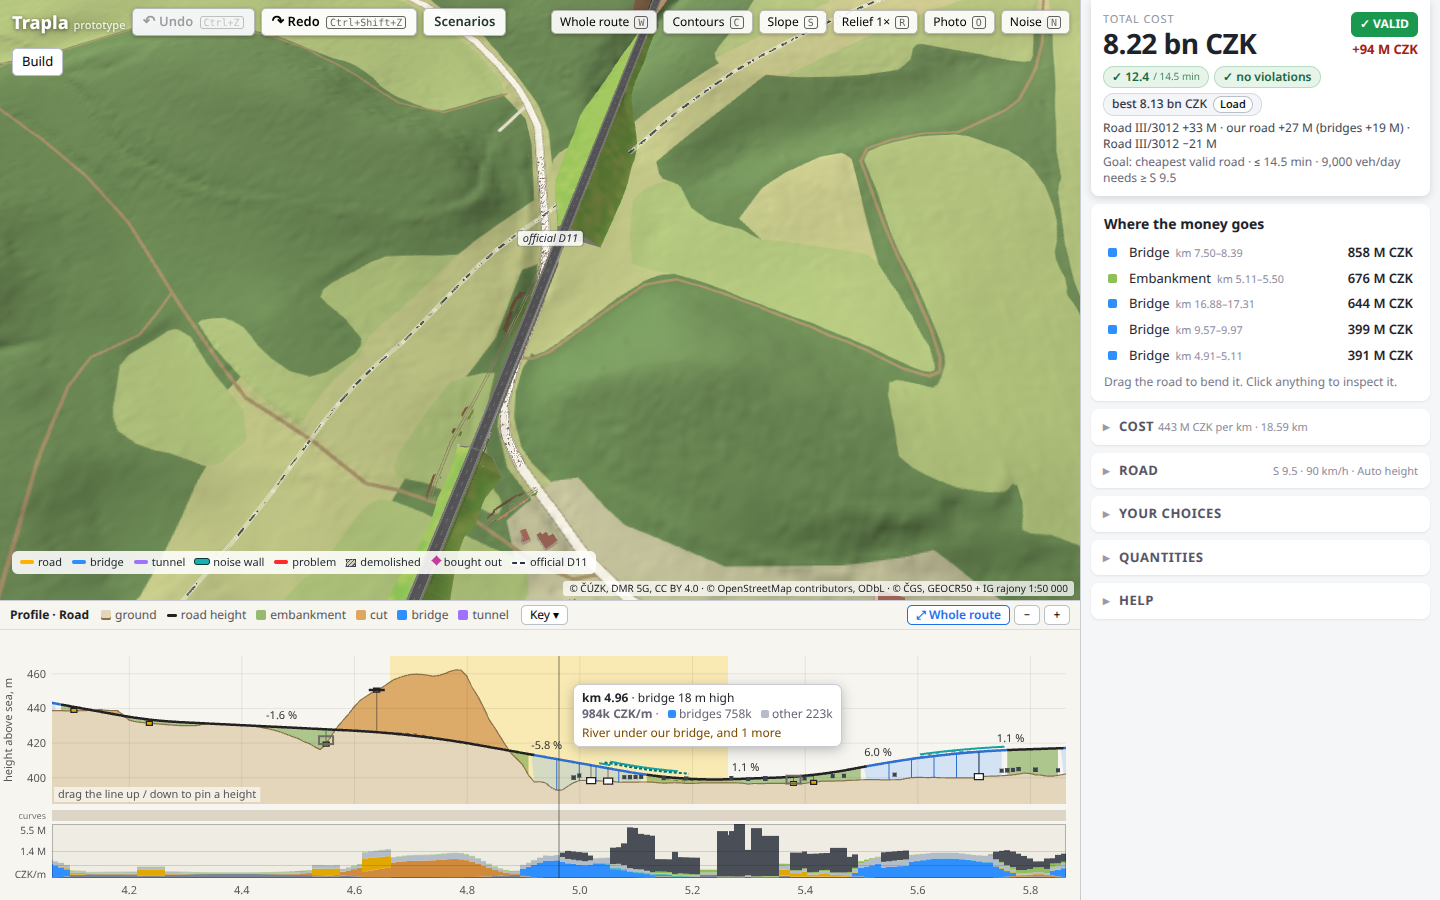 Trapla prototype
↶ Undo Ctrl+Z
↷ Redo Ctrl+Shift+Z
Scenarios
Whole route W
Contours C
Slope S
Relief 1× R
Photo O
Noise N
Build
official D11
road
bridge
tunnel
noise wall
problem
demolished
bought out
official D11
© ČÚZK, DMR 5G, CC BY 4.0 · © OpenStreetMap contributors, ODbL · © ČGS, GEOCR50 + IG rajony 1:50 000
TOTAL COST
8.22 bn CZK
✓ VALID
+94 M CZK
✓ 12.4 / 14.5 min
✓ no violations
best 8.13 bn CZK Load
Road III/3012 +33 M · our road +27 M (bridges +19 M) ·
Road III/3012 −21 M
Goal: cheapest valid road · ≤ 14.5 min · 9,000 veh/day
needs ≥ S 9.5
Where the money goes
Bridge km 7.50–8.39 858 M CZK
Embankment km 5.11–5.50 676 M CZK
Bridge km 16.88–17.31 644 M CZK
Bridge km 9.57–9.97 399 M CZK
Bridge km 4.91–5.11 391 M CZK
Drag the road to bend it. Click anything to inspect it.
▸ COST 443 M CZK per km · 18.59 km
▸ ROAD S 9.5 · 90 km/h · Auto height
▸ YOUR CHOICES
▸ QUANTITIES
▸ HELP
Profile · Road
ground
road height
embankment
cut
bridge
tunnel
Key ▾
⤢ Whole route
−
+
height above sea, m
460
440
420
400
-1.6 %
-5.8 %
1.1 %
6.0 %
1.1 %
km 4.96 · bridge 18 m high
984k CZK/m · bridges 758k other 223k
River under our bridge, and 1 more
drag the line up / down to pin a height
curves
5.5 M
1.4 M
CZK/m
4.2 4.4 4.6 4.8 5.0 5.2 5.4 5.6 5.8